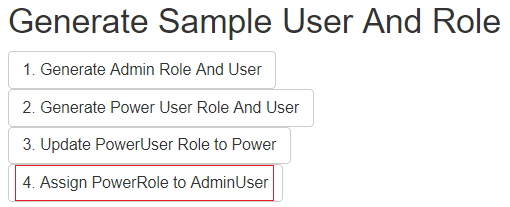 Generate Sample User And Role
1. Generate Admin Role And User
2. Generate Power User Role And User
3. Update PowerUser Role to Power
4. Assign PowerRole to AdminUser